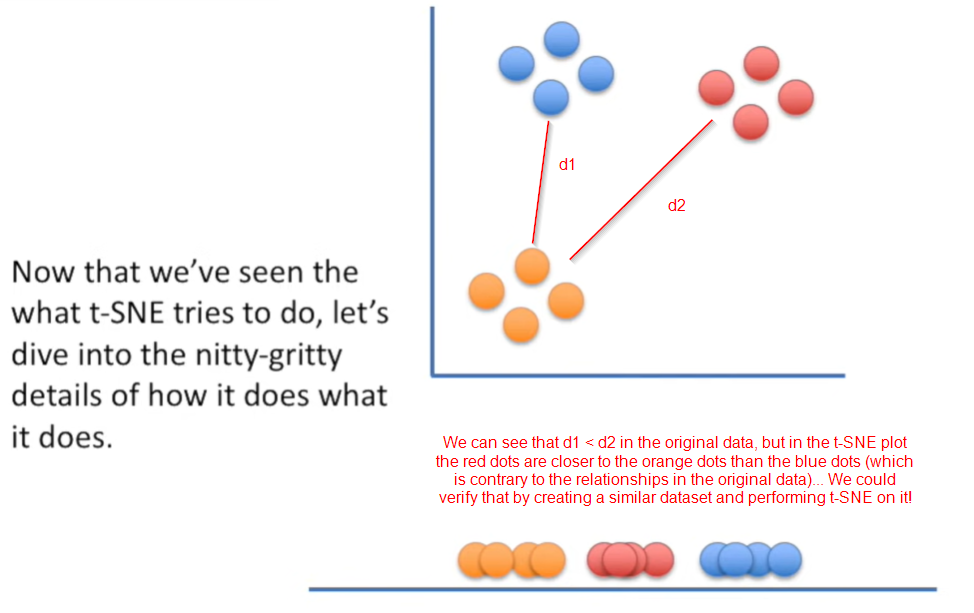 d1
d2
Now that we've seen the
what t-SNE tries to do, let's
dive into the nitty-gritty
details of how it does what
it does.
We can see that d1 < d2 in the original data, but in the t-SNE plot
the red dots are closer to the orange dots than the blue dots (which
is contrary to the relationships in the original data)... We could
verify that by creating a similar dataset and performing t-SNE on it!